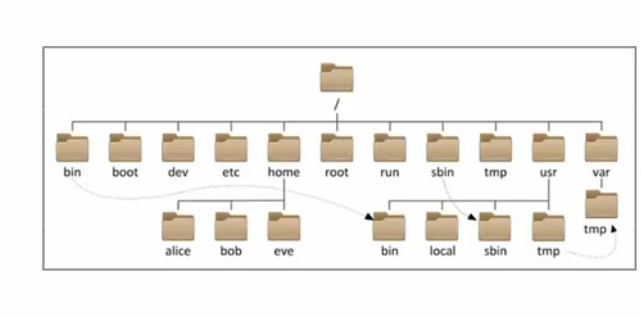 /
bin boot dev etc home root run sbin tmp usr var
tmp
alice bob eve bin local sbin tmp